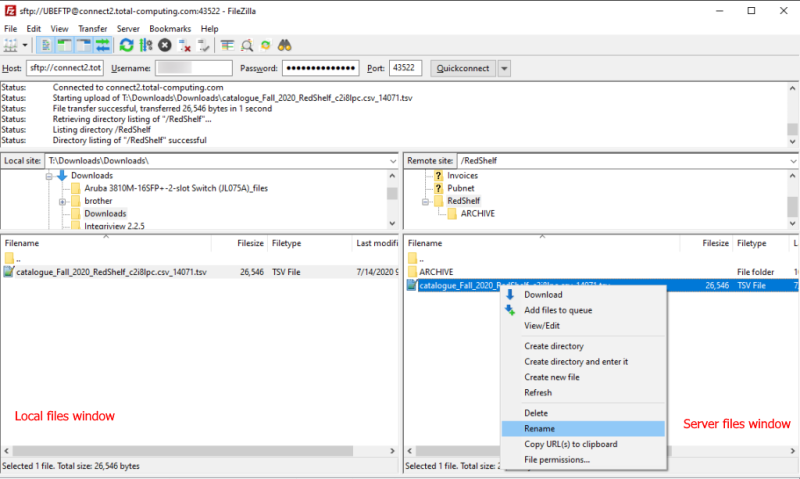 sftp://UBEFTP@connect2.total-computing.com:43522 - FileZilla
File Edit View Transfer Server Bookmarks Help
Host: sftp://connect2.tot Username: Password: •••••••••••••• Port: 43522 Quickconnect
Status: Connected to connect2.total-computing.com
Status: Starting upload of T:\Downloads\Downloads\catalogue_Fall_2020_RedShelf_c2i8lpc.csv_14071.tsv
Status: File transfer successful, transferred 26,546 bytes in 1 second
Status: Retrieving directory listing of "/RedShelf"...
Status: Listing directory /RedShelf
Status: Directory listing of "/RedShelf" successful
Local site: T:\Downloads\Downloads\
Downloads
Aruba 3810M-16SFP+-2-slot Switch (JL075A)_files
brother
Downloads
Integriview 2.2.5
Filename Filesize Filetype Last modifi
..
catalogue_Fall_2020_RedShelf_c2i8lpc.csv_14071.tsv 26,546 TSV File 7/14/2020 9
Local files window
Selected 1 file. Total size: 26,546 bytes
Remote site: /RedShelf
Invoices
Pubnet
RedShelf
ARCHIVE
Filename Filesize Filetype L
..
ARCHIVE File folder 10
catalogue_Fall_2020_RedShelf_c2i8lpc.csv_14071.tsv 26,546 TSV File 7/
Download
Add files to queue
View/Edit
Create directory
Create directory and enter it
Create new file
Refresh
Delete
Rename
Copy URL(s) to clipboard
File permissions...
Server files window
Selected 1 file. Total size: 2